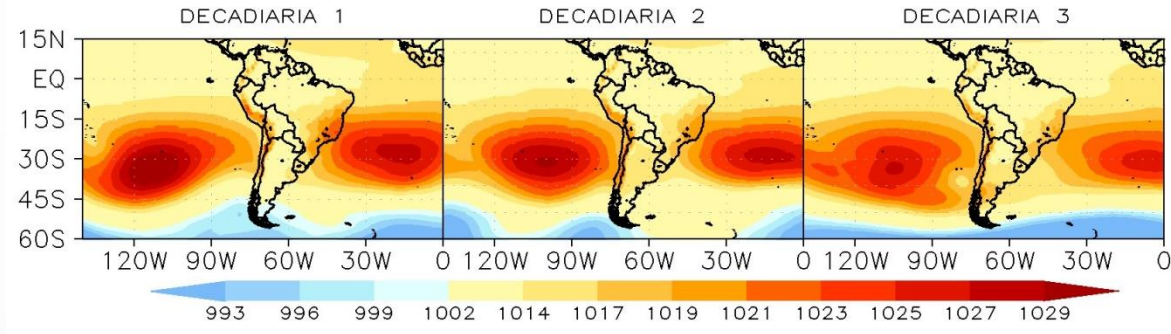 DECADIARIA 1 DECADIARIA 2 DECADIARIA 3
15N
EQ
15S
30S
45S
60S
120W 90W 60W 30W 0 120W 90W 60W 30W 0 120W 90W 60W 30W 0
993 996 999 1002 1014 1017 1019 1021 1023 1025 1027 1029